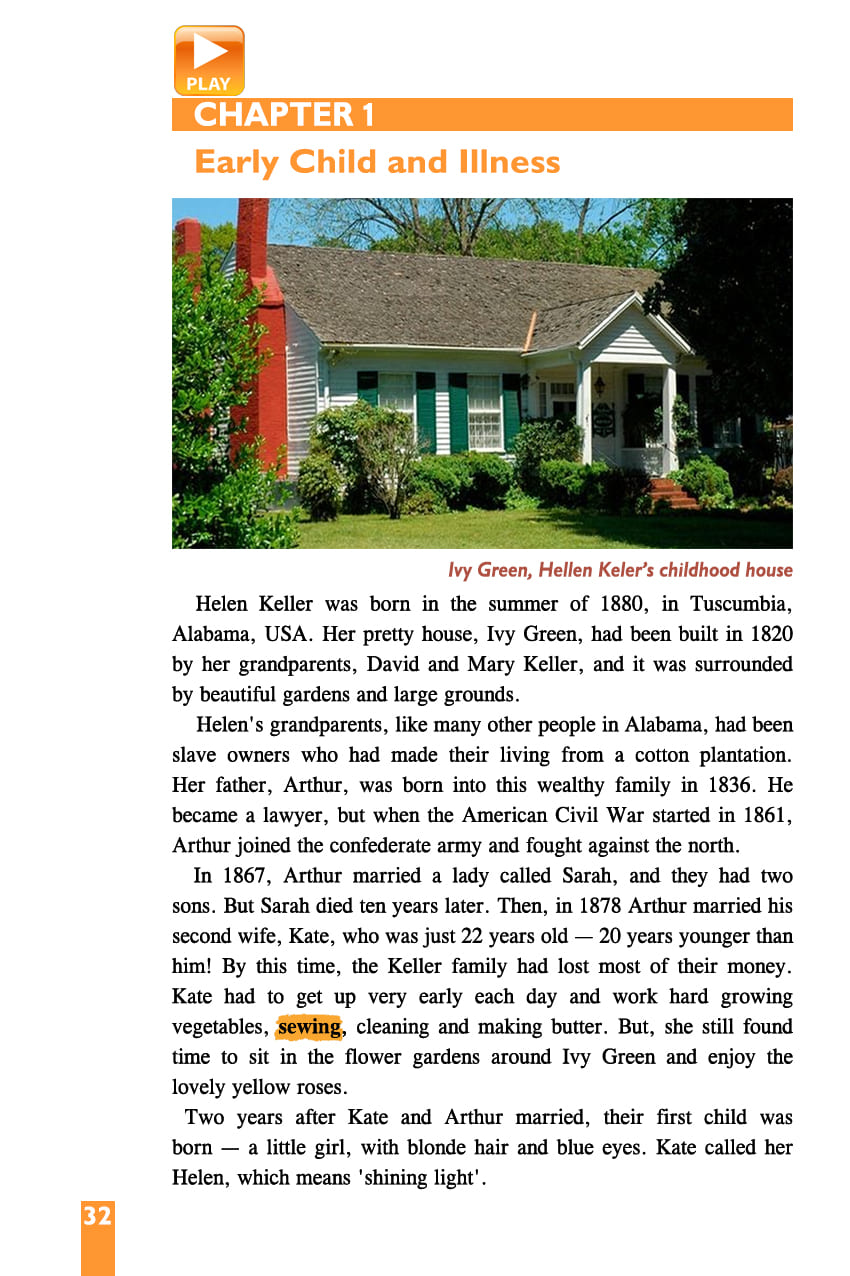 PLAY
CHAPTER 1
Early Child and Illness
Ivy Green, Hellen Keler's childhood house
Helen Keller was born in the summer of 1880, in Tuscumbia,
Alabama, USA. Her pretty house, Ivy Green, had been built in 1820
by her grandparents, David and Mary Keller, and it was surrounded
by beautiful gardens and large grounds.
Helen's grandparents, like many other people in Alabama, had been
slave owners who had made their living from a cotton plantation.
Her father, Arthur, was born into this wealthy family in 1836. He
became a lawyer, but when the American Civil War started in 1861,
Arthur joined the confederate army and fought against the north.
In 1867, Arthur married a lady called Sarah, and they had two
sons. But Sarah died ten years later. Then, in 1878 Arthur married his
second wife, Kate, who was just 22 years old — 20 years younger than
him! By this time, the Keller family had lost most of their money.
Kate had to get up very early each day and work hard growing
vegetables, sewing, cleaning and making butter. But, she still found
time to sit in the flower gardens around Ivy Green and enjoy the
lovely yellow roses.
Two years after Kate and Arthur married, their first child was
born — a little girl, with blonde hair and blue eyes. Kate called her
Helen, which means 'shining light'.
32